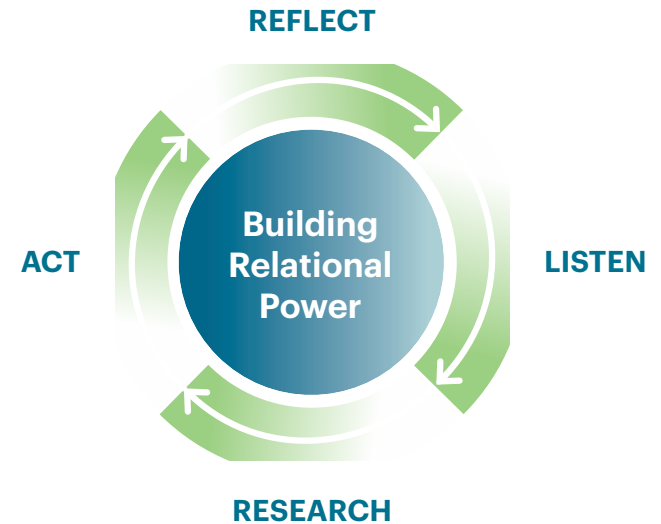 REFLECT
Building
Relational
Power
ACT
LISTEN
RESEARCH